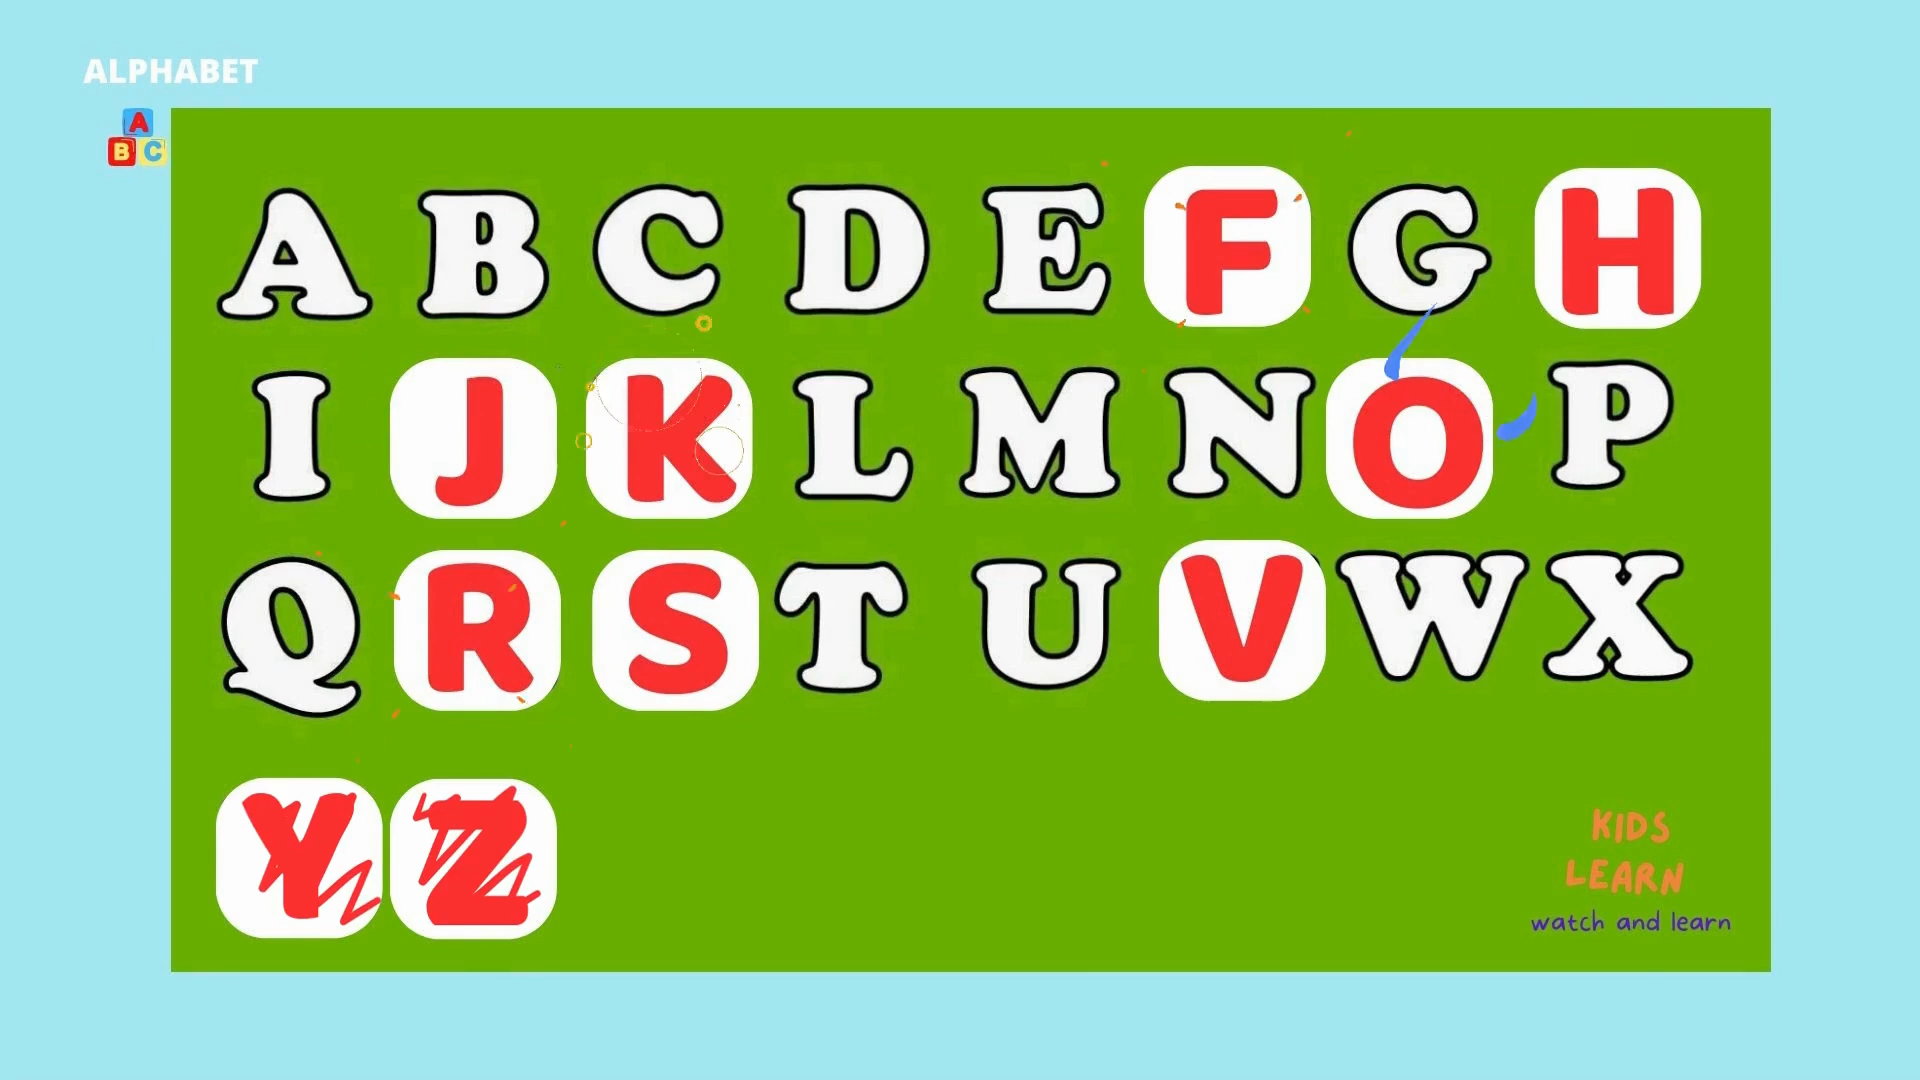 ALPHABET
A
B C
A B C D E F G H
I J K L M N O P
Q R S T U V W X
Y Z
KIDS
LEARN
watch and learn